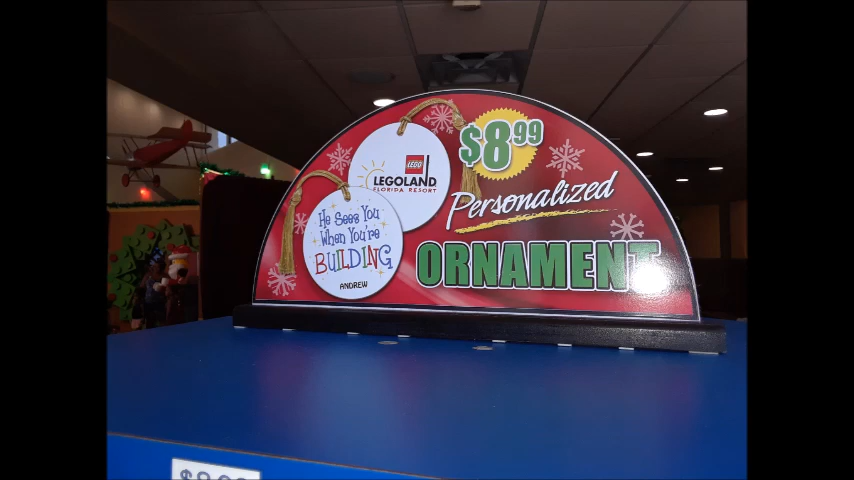 $8.99
LEGO
LEGOLAND
FLORIDA RESORT
Personalized
ORNAMENT
He Sees You
When You're
BUILDING
ANDREW